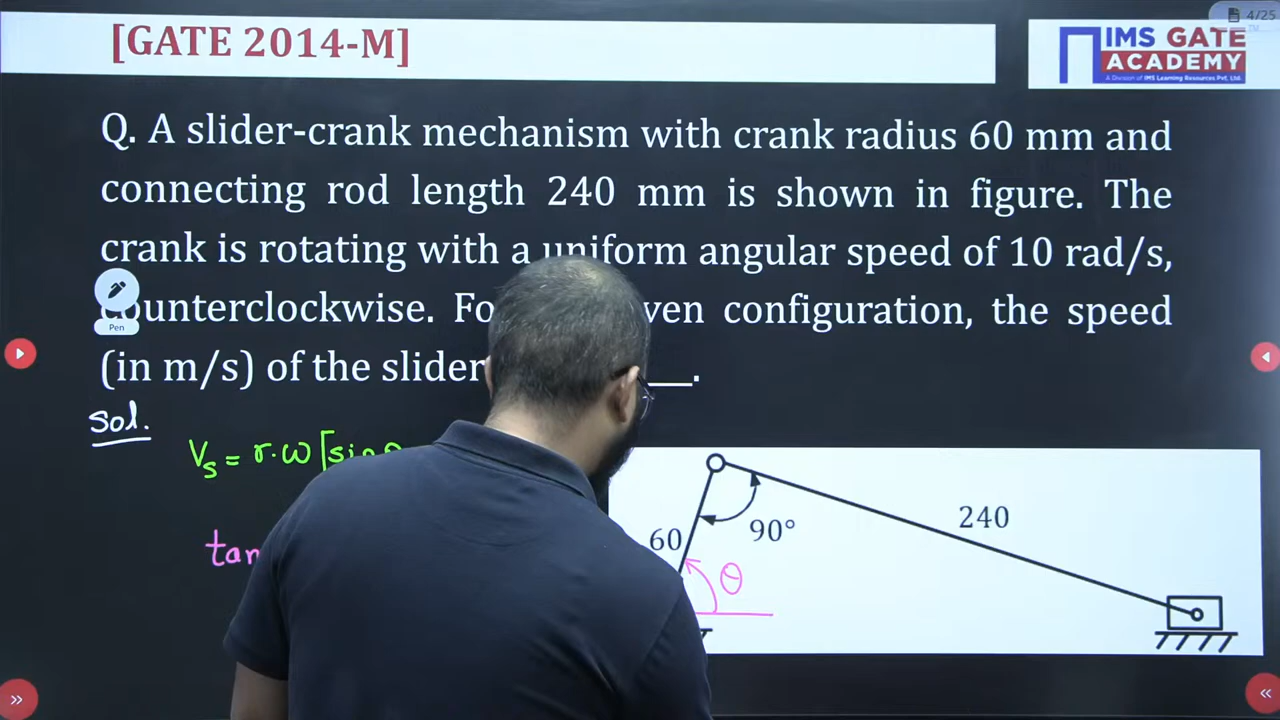 4/25
[GATE 2014-M]
IMS GATE
ACADEMY
A Division of IMS Learning Resources Pvt. Ltd.
Q. A slider-crank mechanism with crank radius 60 mm and
connecting rod length 240 mm is shown in figure. The
crank is rotating with a uniform angular speed of 10 rad/s,
counterclockwise. Fo ven configuration, the speed
(in m/s) of the slider __.
Pen
Sol.
Vs = r·ω [sin
tan
60
90°
240
θ